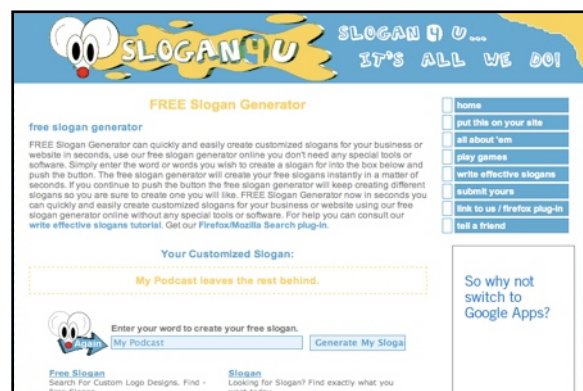 SLOGAN4U
SLOGAN 4 U...
IT'S ALL WE DO!
FREE Slogan Generator
free slogan generator
FREE Slogan Generator can quickly and easily create customized slogans for your business or
website in seconds, use our free slogan generator online you don't need any special tools or
software. Simply enter the word or words you wish to create a slogan for into the box below and
push the button. The free slogan generator will create your free slogans instantly in a matter of
seconds. If you continue to push the button the free slogan generator will keep creating different
slogans so you are sure to create one you will like. FREE Slogan Generator now in seconds you
can quickly and easily create customized slogans for your business or website using our free
slogan generator online without any special tools or software. For help you can consult our
write effective slogans tutorial. Get our Firefox/Mozilla Search plug-in.
Your Customized Slogan:
My Podcast leaves the rest behind.
Enter your word to create your free slogan.
Again
My Podcast
Generate My Sloga
Free Slogan
Search For Custom Logo Designs. Find -
Free Slogan
Slogan
Looking for Slogan? Find exactly what you
want today
home
put this on your site
all about 'em
play games
write effective slogans
submit yours
link to us / firefox plug-in
tell a friend
So why not
switch to
Google Apps?